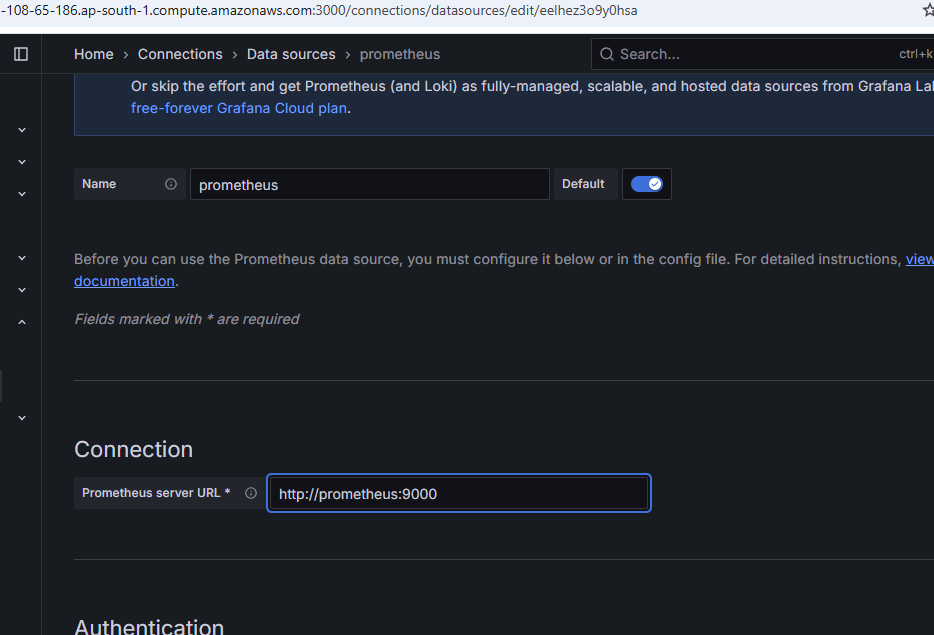 -108-65-186.ap-south-1.compute.amazonaws.com:3000/connections/datasources/edit/eelhez3o9y0hsa
Home › Connections › Data sources › prometheus
Search...
ctrl+k
Or skip the effort and get Prometheus (and Loki) as fully-managed, scalable, and hosted data sources from Grafana Lal
free-forever Grafana Cloud plan.
Name
prometheus
Default
Before you can use the Prometheus data source, you must configure it below or in the config file. For detailed instructions, view
documentation.
Fields marked with * are required
Connection
Prometheus server URL *
http://prometheus:9000
Authentication